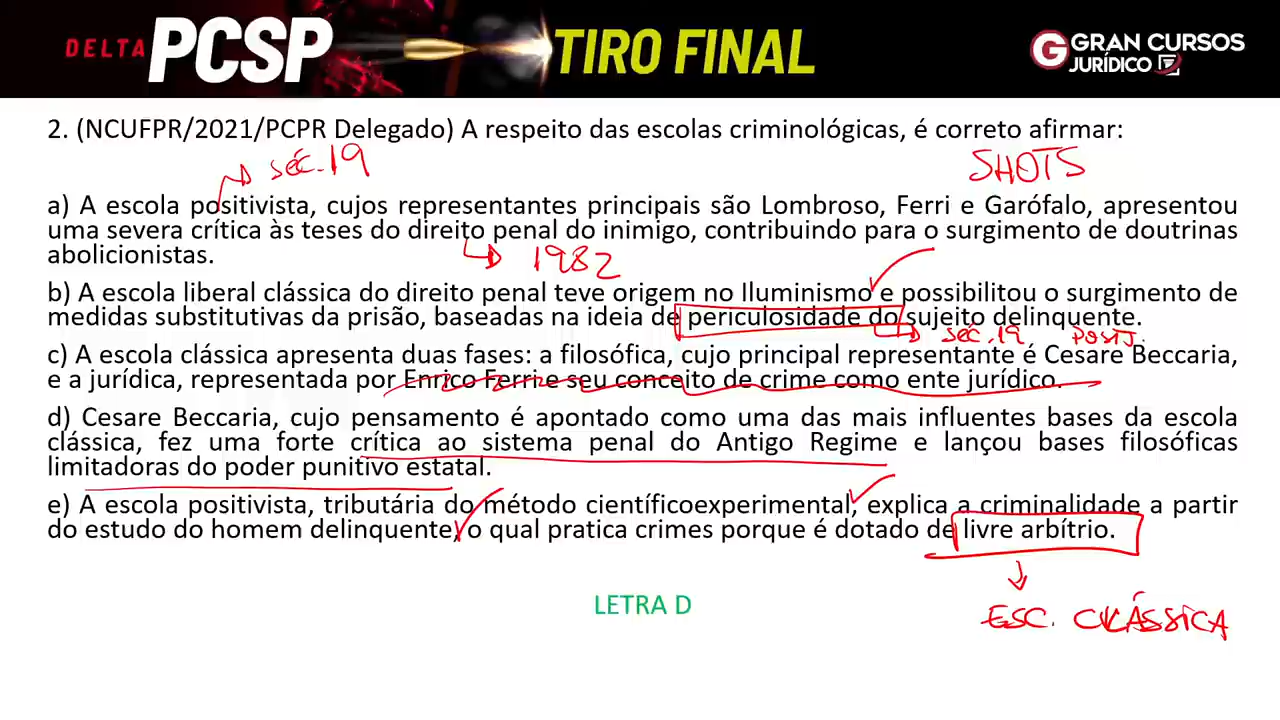 DELTA PCSP TIRO FINAL GRAN CURSOS JURÍDICO
2. (NCUFPR/2021/PCPR Delegado) A respeito das escolas criminológicas, é correto afirmar:
séc. 19
SHOTS
a) A escola positivista, cujos representantes principais são Lombroso, Ferri e Garófalo, apresentou
uma severa crítica às teses do direito penal do inimigo, contribuindo para o surgimento de doutrinas
abolicionistas.
1982
b) A escola liberal clássica do direito penal teve origem no Iluminismo e possibilitou o surgimento de
medidas substitutivas da prisão, baseadas na ideia de periculosidade do sujeito delinquente.
séc. 19 POSIT.
c) A escola clássica apresenta duas fases: a filosófica, cujo principal representante é Cesare Beccaria,
e a jurídica, representada por Enrico Ferri e seu conceito de crime como ente jurídico.
d) Cesare Beccaria, cujo pensamento é apontado como uma das mais influentes bases da escola
clássica, fez uma forte crítica ao sistema penal do Antigo Regime e lançou bases filosóficas
limitadoras do poder punitivo estatal.
e) A escola positivista, tributária do método científicoexperimental, explica a criminalidade a partir
do estudo do homem delinquente, o qual pratica crimes porque é dotado de livre arbítrio.
LETRA D
ESC. CLÁSSICA